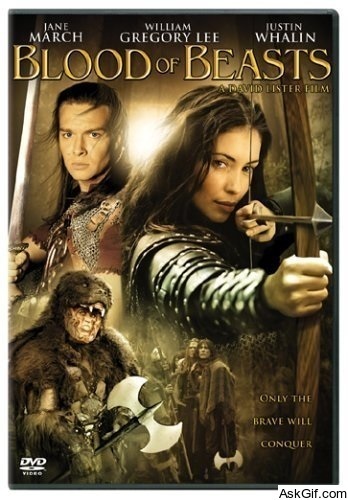 JANE MARCH
WILLIAM GREGORY LEE
JUSTIN WHALIN
BLOOD OF BEASTS
A DAVID LISTER FILM
ONLY THE
BRAVE WILL
CONQUER
DVD
VIDEO
AskGif.com